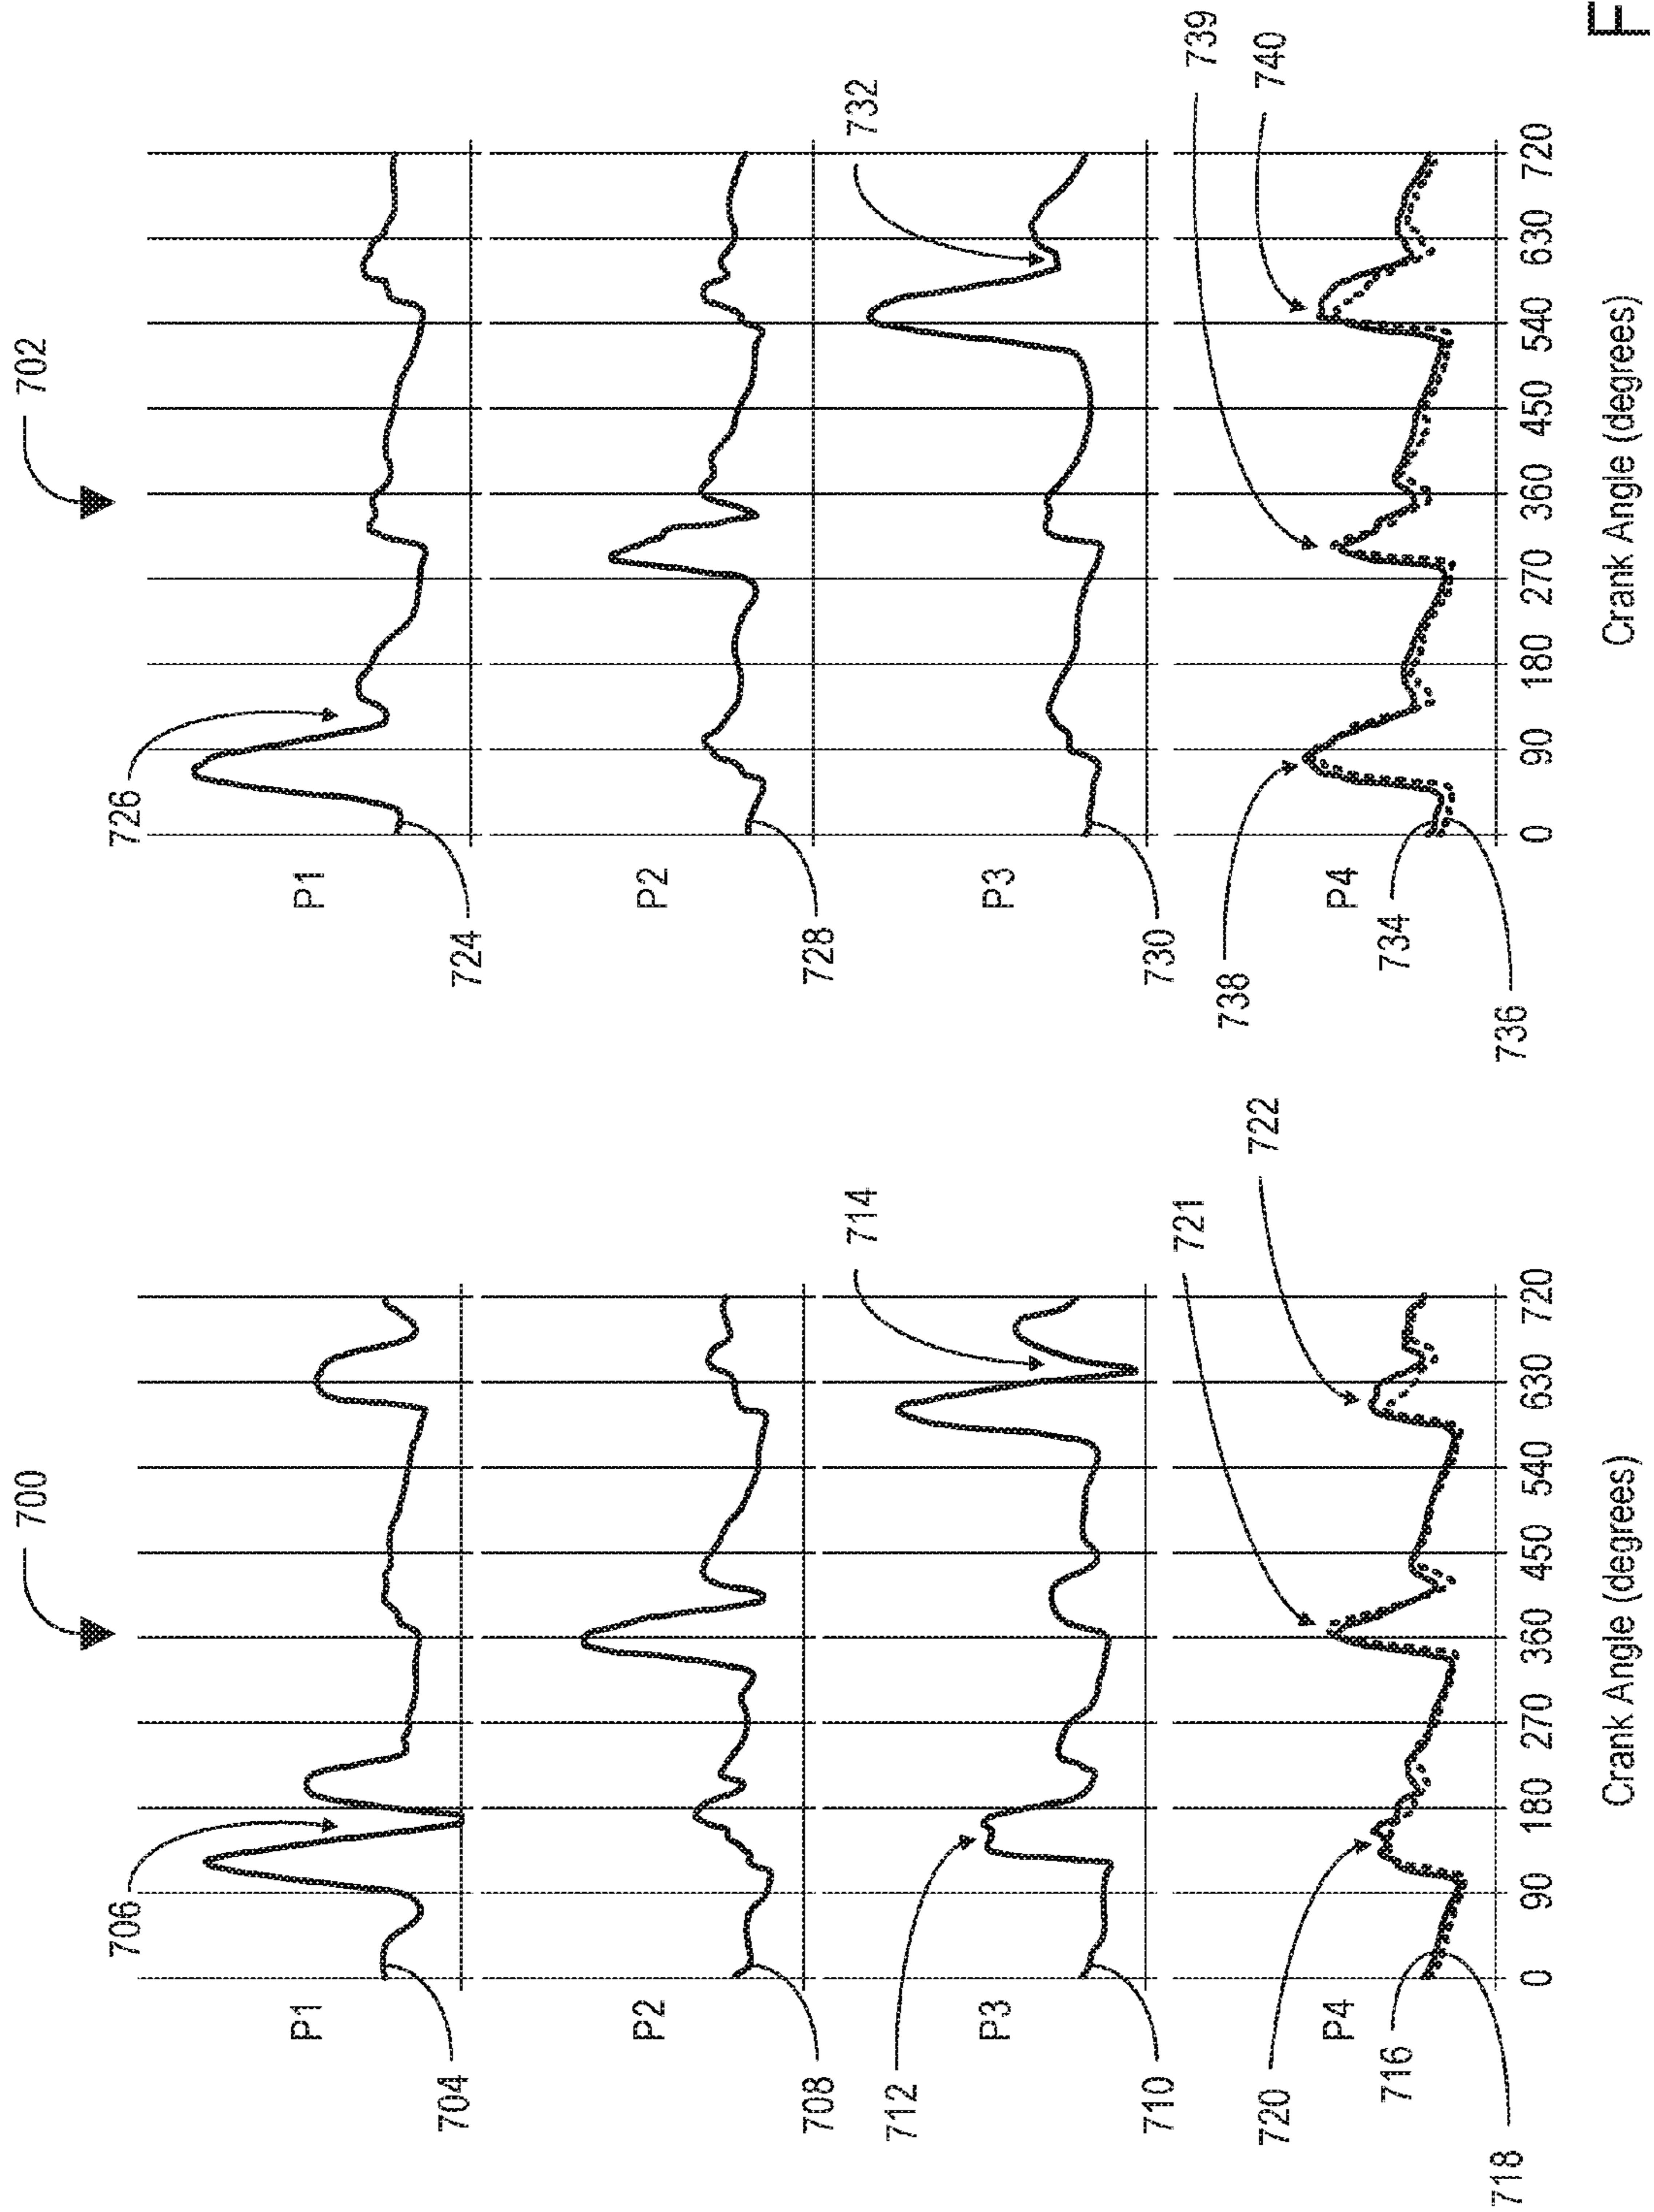 700
706
P1
704
P2
708
714
712
P3
710
721
722
720
P4
716
718
0 90 180 270 360 450 540 630 720
Crank Angle (degrees)
702
726
P1
724
P2
728
732
P3
730
739
740
738
P4
734
736
0 90 180 270 360 450 540 630 720
Crank Angle (degrees)
F